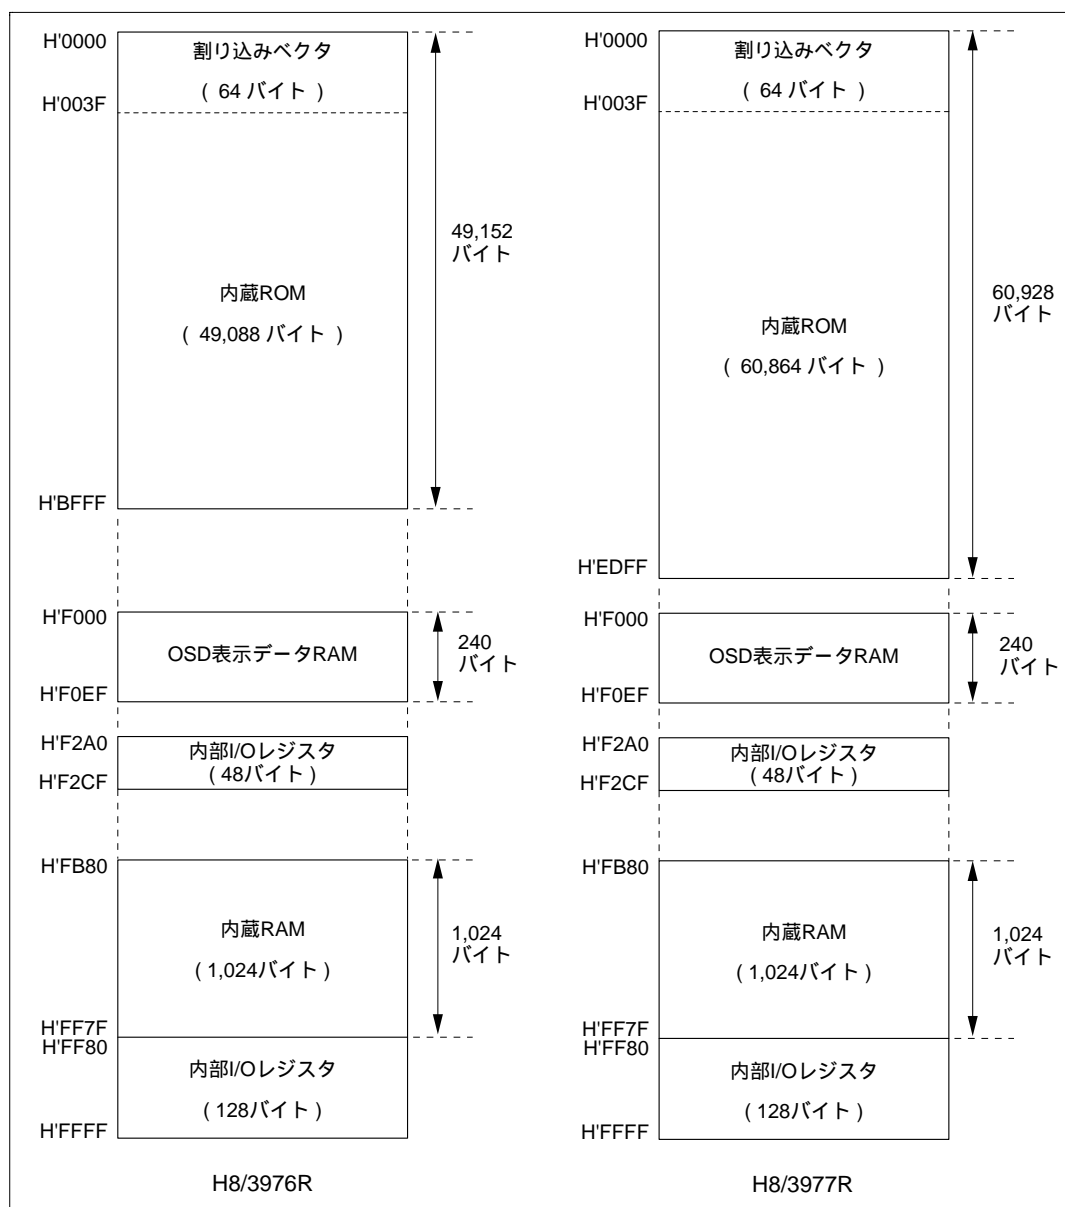 H'0000
割り込みベクタ
( 64 バイト )
H'003F
49,152
バイト
内蔵ROM
( 49,088 バイト )
H'BFFF
H'F000
OSD表示データRAM
240
バイト
H'F0EF
H'F2A0
内部I/Oレジスタ
( 48バイト )
H'F2CF
H'FB80
内蔵RAM
( 1,024バイト )
1,024
バイト
H'FF7F
H'FF80
内部I/Oレジスタ
( 128バイト )
H'FFFF
H8/3976R
H'0000
割り込みベクタ
( 64 バイト )
H'003F
60,928
バイト
内蔵ROM
( 60,864 バイト )
H'EDFF
H'F000
OSD表示データRAM
240
バイト
H'F0EF
H'F2A0
内部I/Oレジスタ
( 48バイト )
H'F2CF
H'FB80
内蔵RAM
( 1,024バイト )
1,024
バイト
H'FF7F
H'FF80
内部I/Oレジスタ
( 128バイト )
H'FFFF
H8/3977R